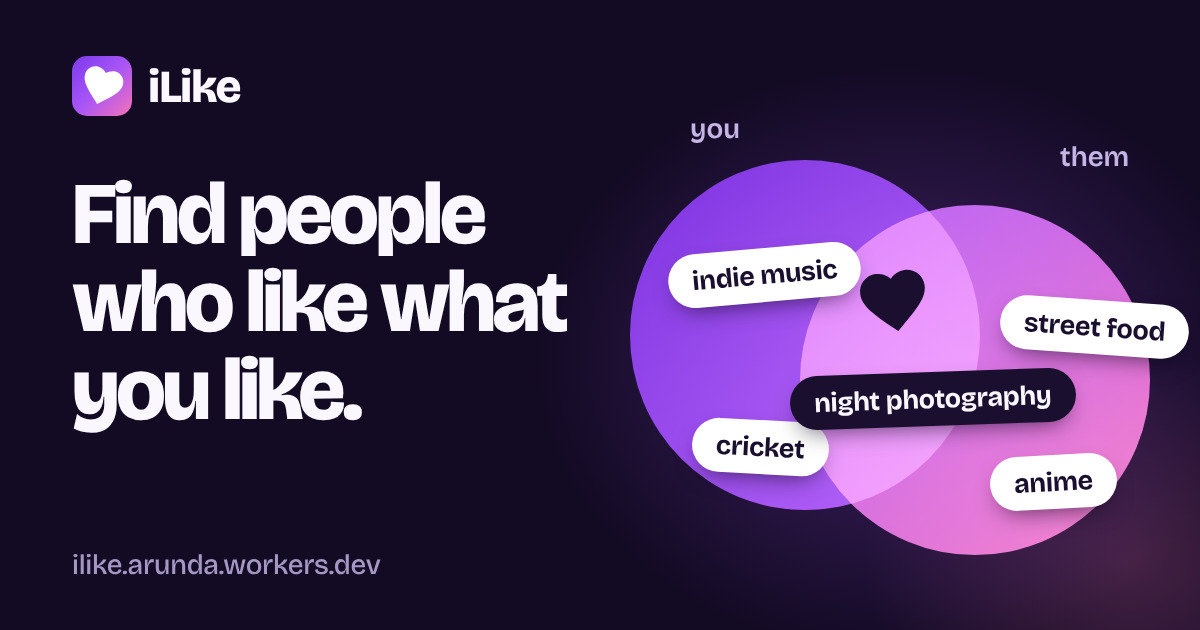 iLike
Find people
who like what
you like.
ilike.arunda.workers.dev
you
them
indie music
street food
night photography
cricket
anime